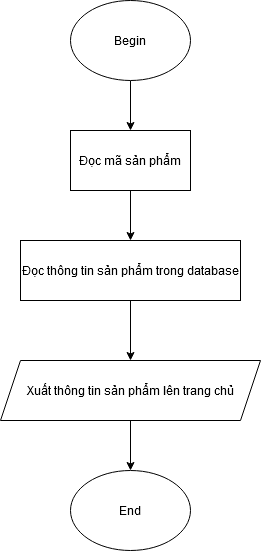 Begin
Đọc mã sản phẩm
Đọc thông tin sản phẩm trong database
Xuất thông tin sản phẩm lên trang chủ
End